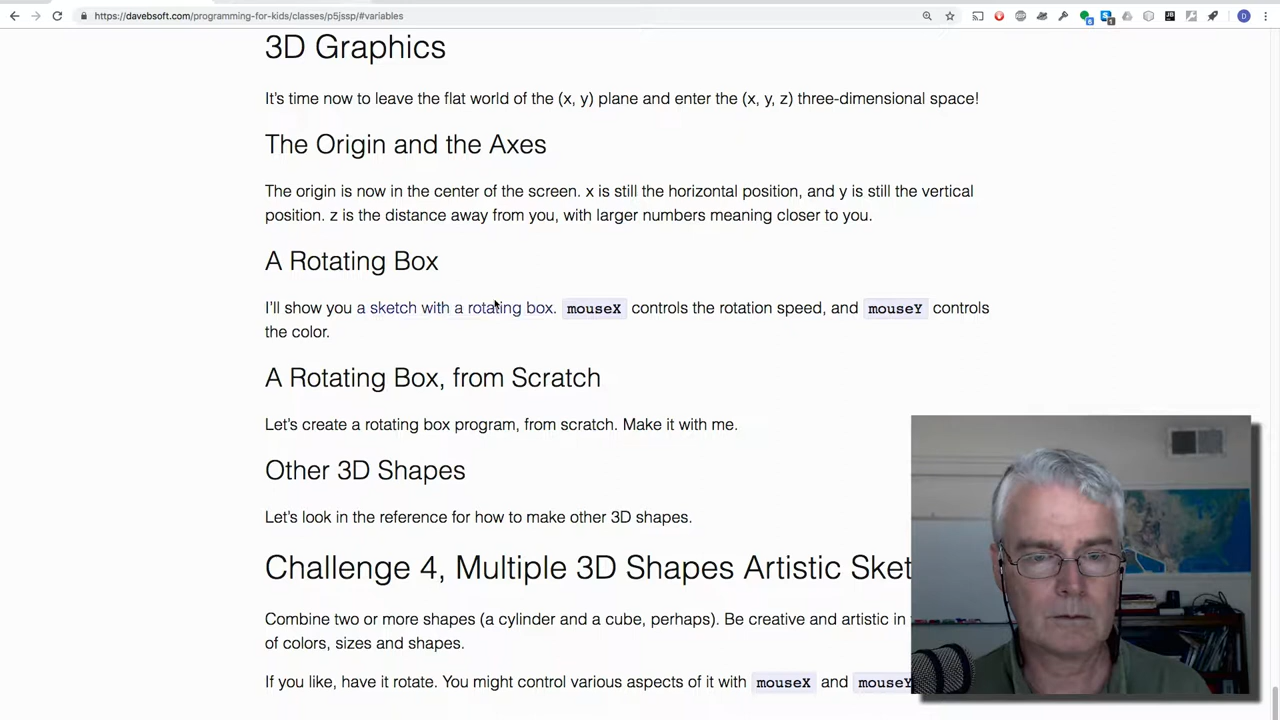 https://davebsoft.com/programming-for-kids/classes/p5jssp/#variables
3D Graphics
It's time now to leave the flat world of the (x, y) plane and enter the (x, y, z) three-dimensional space!
The Origin and the Axes
The origin is now in the center of the screen. x is still the horizontal position, and y is still the vertical
position. z is the distance away from you, with larger numbers meaning closer to you.
A Rotating Box
I'll show you a sketch with a rotating box. mouseX controls the rotation speed, and mouseY controls
the color.
A Rotating Box, from Scratch
Let's create a rotating box program, from scratch. Make it with me.
Other 3D Shapes
Let's look in the reference for how to make other 3D shapes.
Challenge 4, Multiple 3D Shapes Artistic Sket
Combine two or more shapes (a cylinder and a cube, perhaps). Be creative and artistic in
of colors, sizes and shapes.
If you like, have it rotate. You might control various aspects of it with mouseX and mouseY